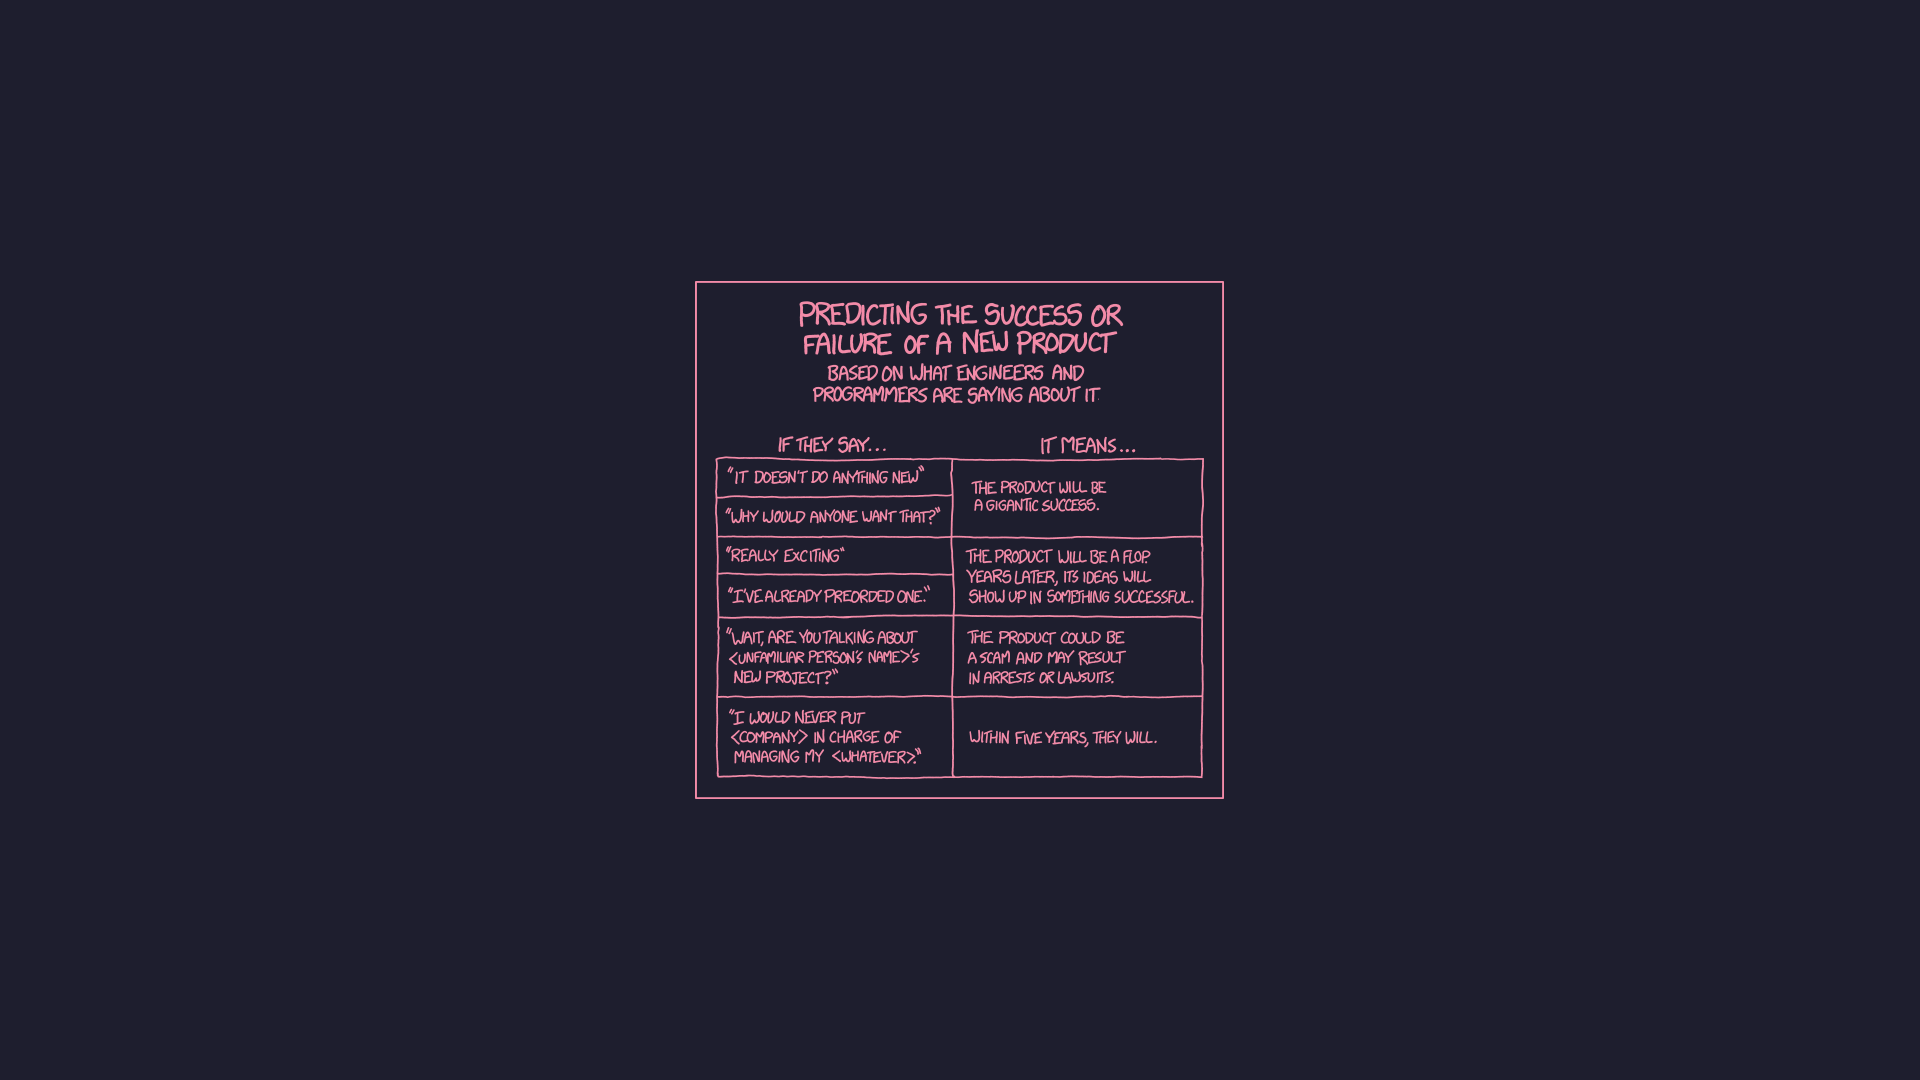 PREDICTING THE SUCCESS OR
FAILURE OF A NEW PRODUCT
BASED ON WHAT ENGINEERS AND
PROGRAMMERS ARE SAYING ABOUT IT
IF THEY SAY...
IT MEANS...
"IT DOESN'T DO ANYTHING NEW"
"WHY WOULD ANYONE WANT THAT?"
THE PRODUCT WILL BE
A GIGANTIC SUCCESS.
"REALLY EXCITING"
"I'VE ALREADY PREORDED ONE."
THE PRODUCT WILL BE A FLOP.
YEARS LATER, ITS IDEAS WILL
SHOW UP IN SOMETHING SUCCESSFUL.
"WAIT, ARE YOU TALKING ABOUT
<UNFAMILIAR PERSON'S NAME>'S
NEW PROJECT?"
THE PRODUCT COULD BE
A SCAM AND MAY RESULT
IN ARRESTS OR LAWSUITS.
"I WOULD NEVER PUT
<COMPANY> IN CHARGE OF
MANAGING MY <WHATEVER>."
WITHIN FIVE YEARS, THEY WILL.